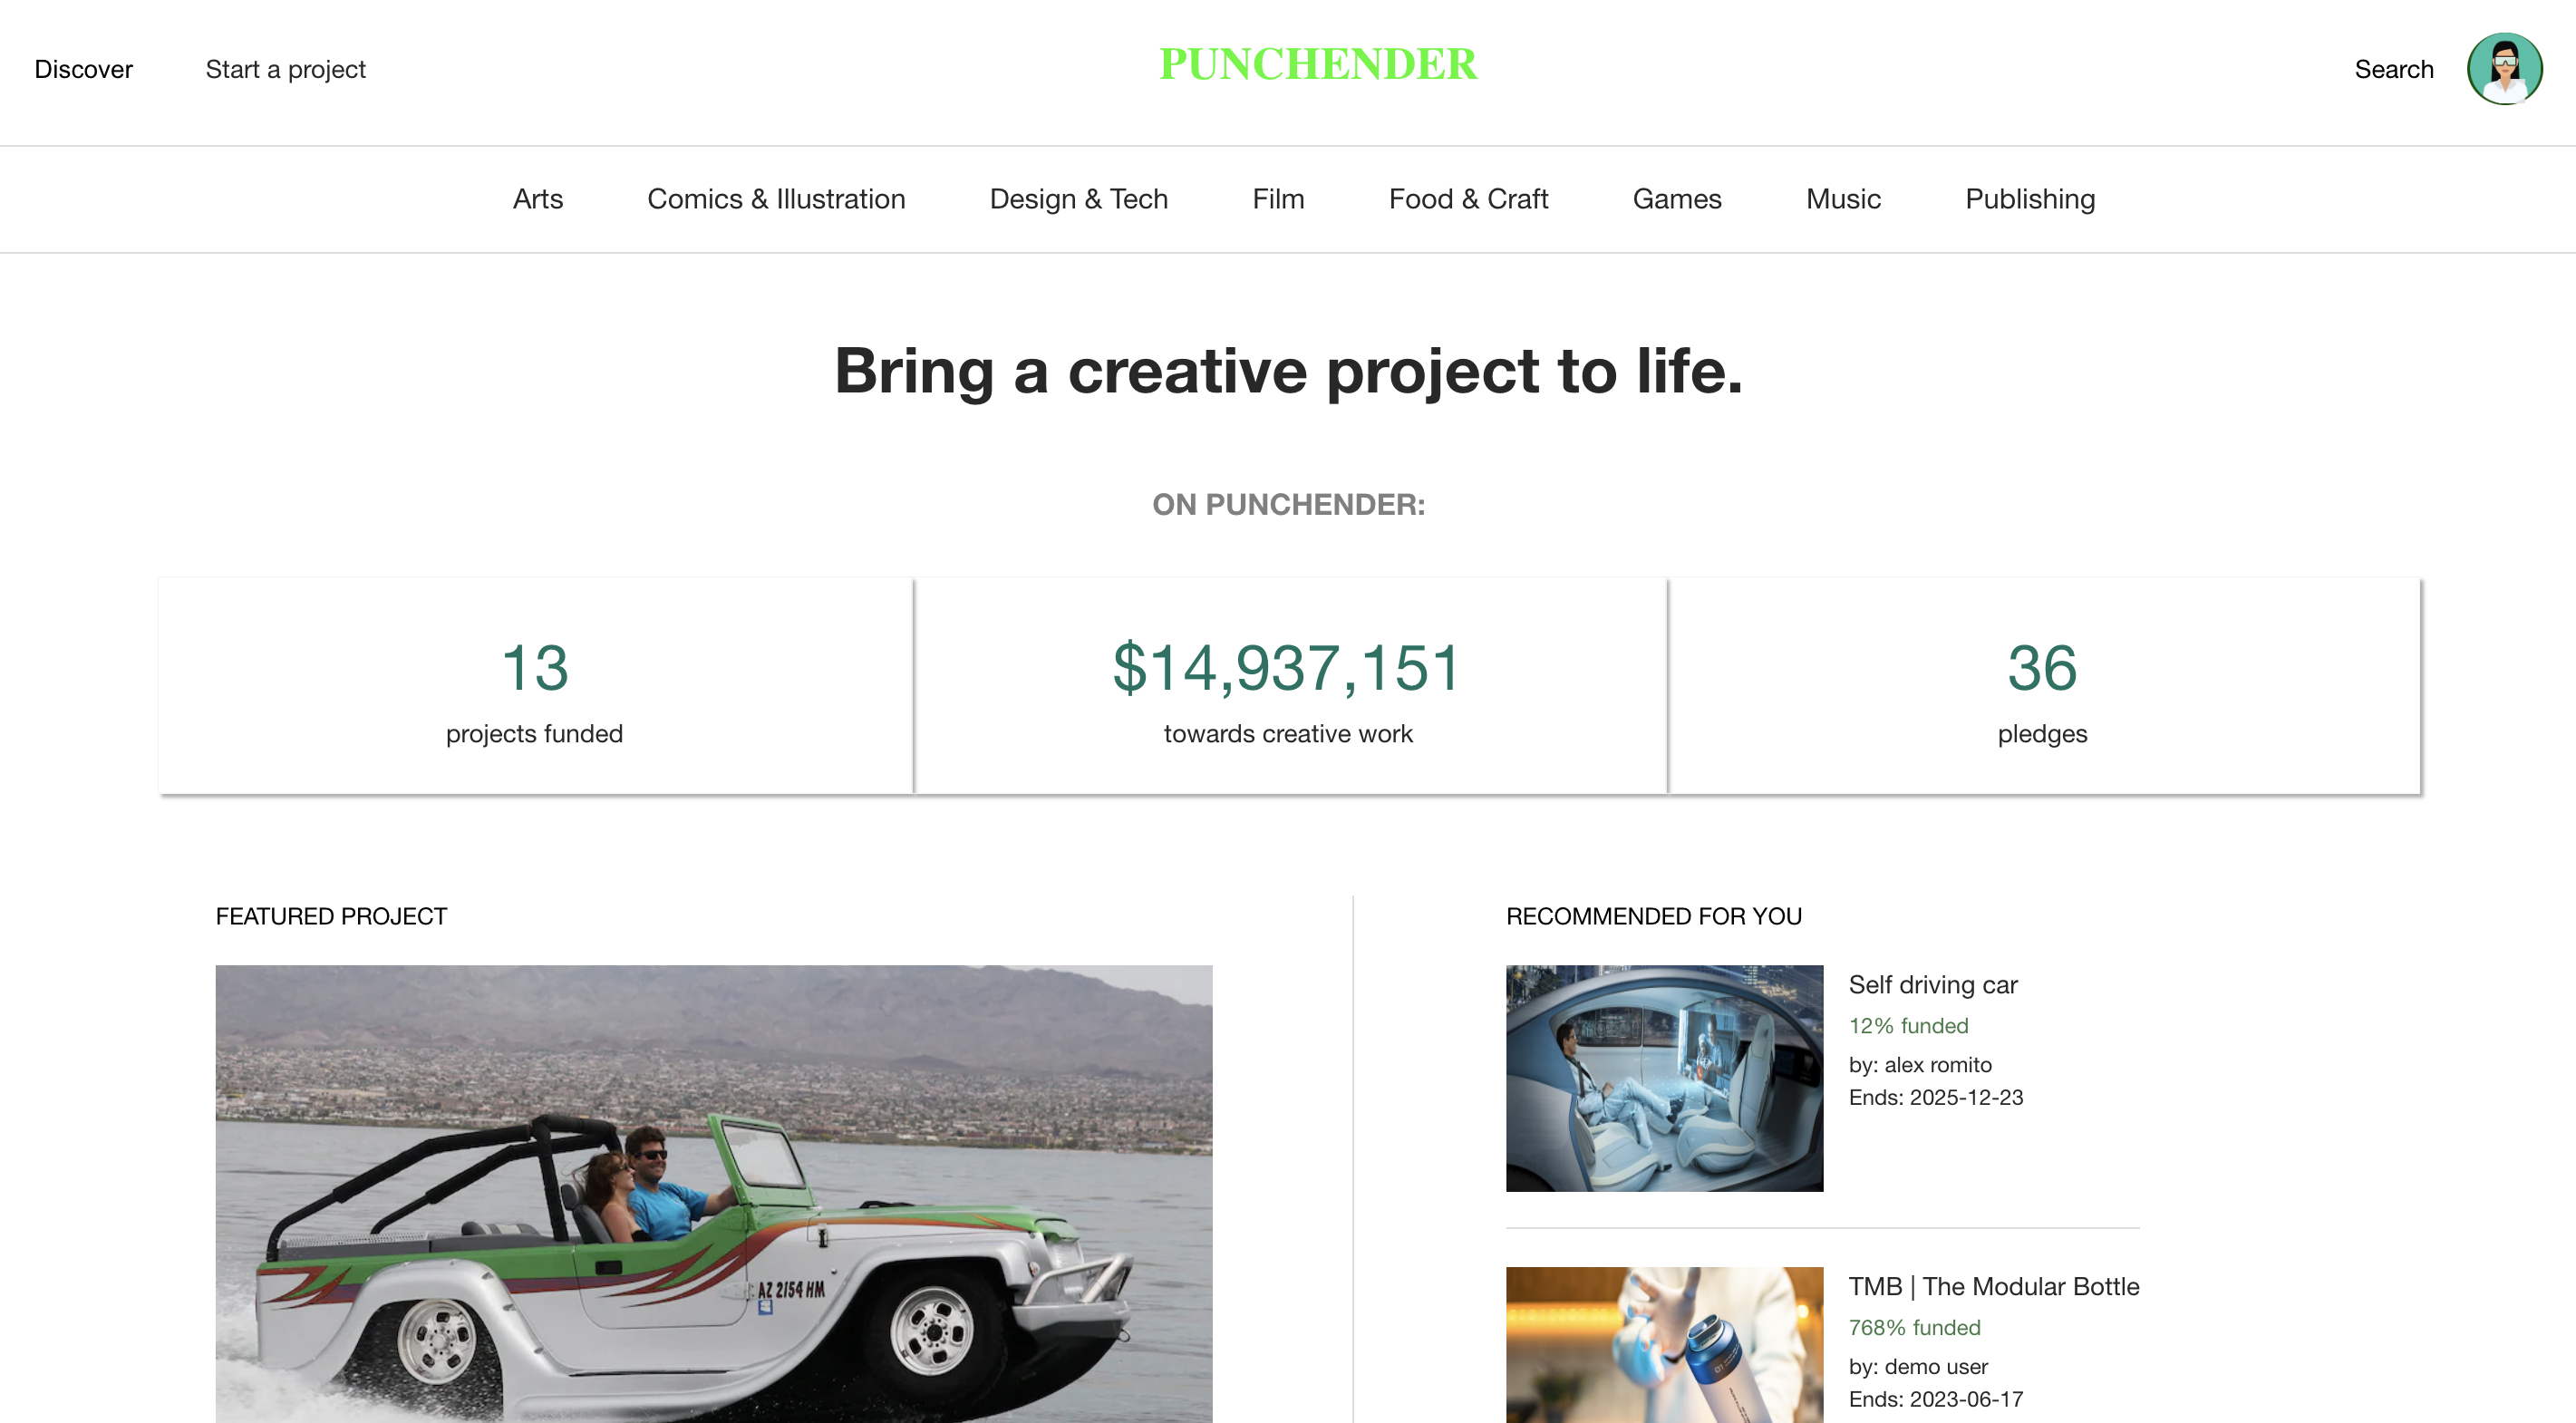 Discover
Start a project
PUNCHENDER
Search
Arts
Comics & Illustration
Design & Tech
Film
Food & Craft
Games
Music
Publishing
Bring a creative project to life.
ON PUNCHENDER:
13
projects funded
$14,937,151
towards creative work
36
pledges
FEATURED PROJECT
AZ 2154 HM
RECOMMENDED FOR YOU
Self driving car
12% funded
by: alex romito
Ends: 2025-12-23
TMB | The Modular Bottle
768% funded
by: demo user
Ends: 2023-06-17